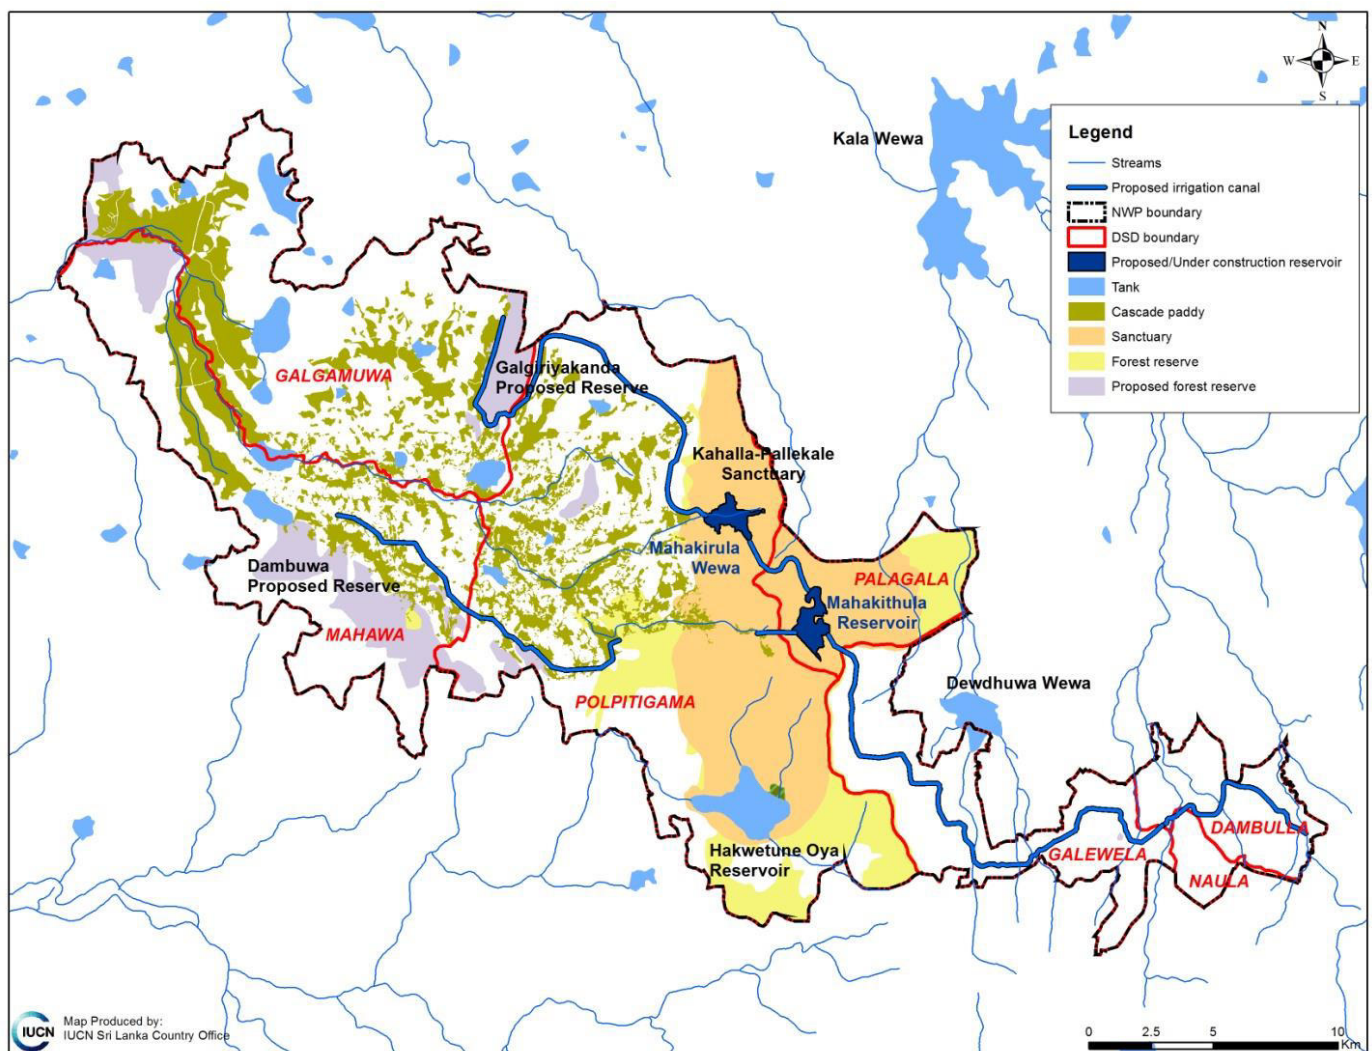 N
W
E
S
Kala Wewa
Legend
Streams
Proposed irrigation canal
NWP boundary
DSD boundary
Proposed/Under construction reservoir
Tank
Cascade paddy
Sanctuary
Forest reserve
Proposed forest reserve
GALGAMUWA
Galgiriyakanda
Proposed Reserve
Kahalla-Pallekale
Sanctuary
Mahakirula
Wewa
PALAGALA
Mahakithula
Reservoir
Dambuwa
Proposed Reserve
MAHAWA
POLPITIGAMA
Dewdhuwa Wewa
Hakwetune Oya
Reservoir
GALEWELA
DAMBULLA
NAULA
IUCN
Map Produced by:
IUCN Sri Lanka Country Office
0 2.5 5 10
Km